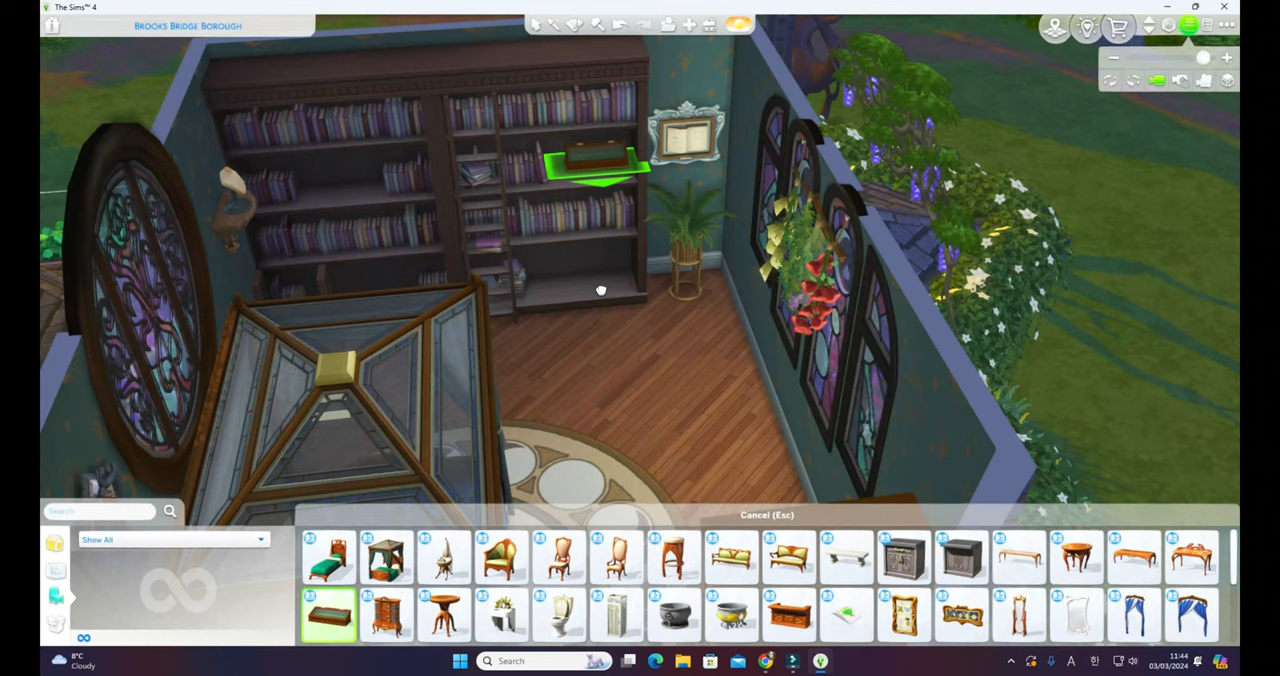 The Sims™ 4
BROOKS BRIDGE BOROUGH
Cancel (Esc)
Search
Show All
8°C
Cloudy
Search
A
한
11:44
03/03/2024